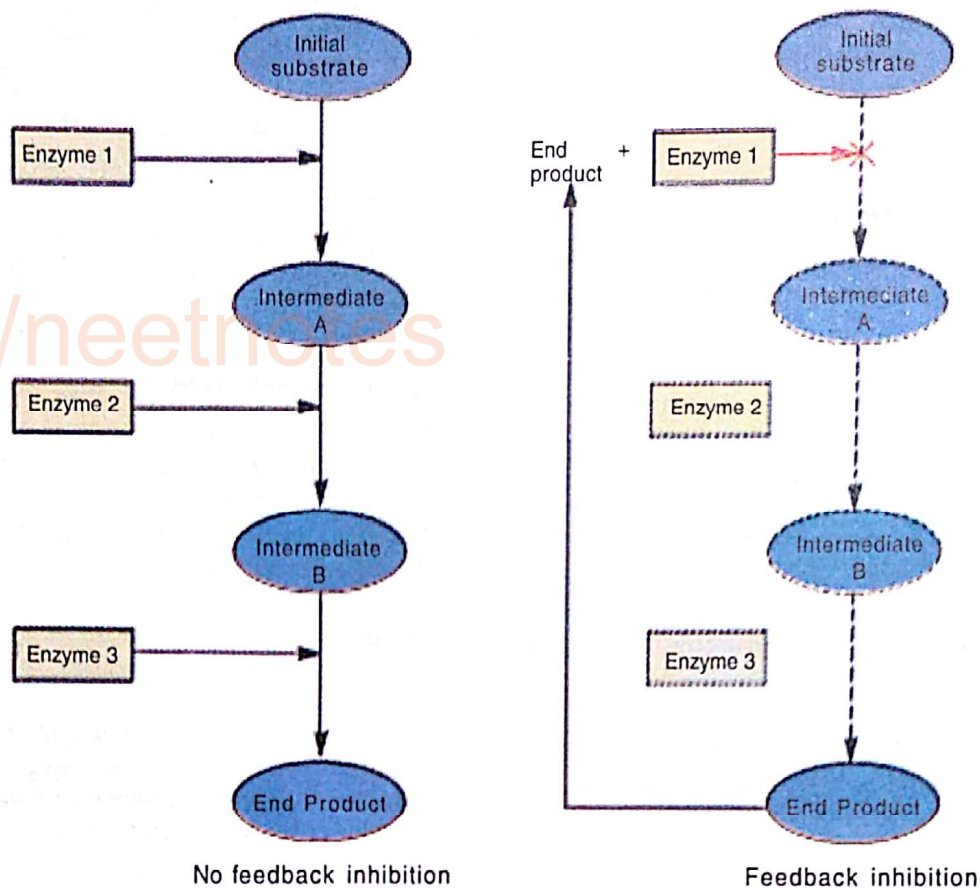 Initial
substrate
Enzyme 1
Intermediate
A
Enzyme 2
Intermediate
B
Enzyme 3
End Product
No feedback inhibition
Initial
substrate
End
product
+
Enzyme 1
Intermediate
A
Enzyme 2
Intermediate
B
Enzyme 3
End Product
Feedback inhibition
/neetnotes